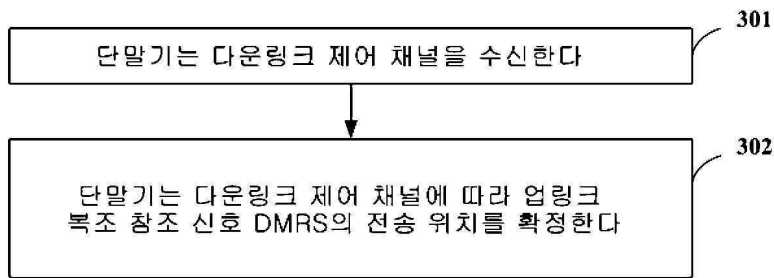 301
단말기는 다운링크 제어 채널을 수신한다
302
단말기는 다운링크 제어 채널에 따라 업링크
복조 참조 신호 DMRS의 전송 위치를 확정한다